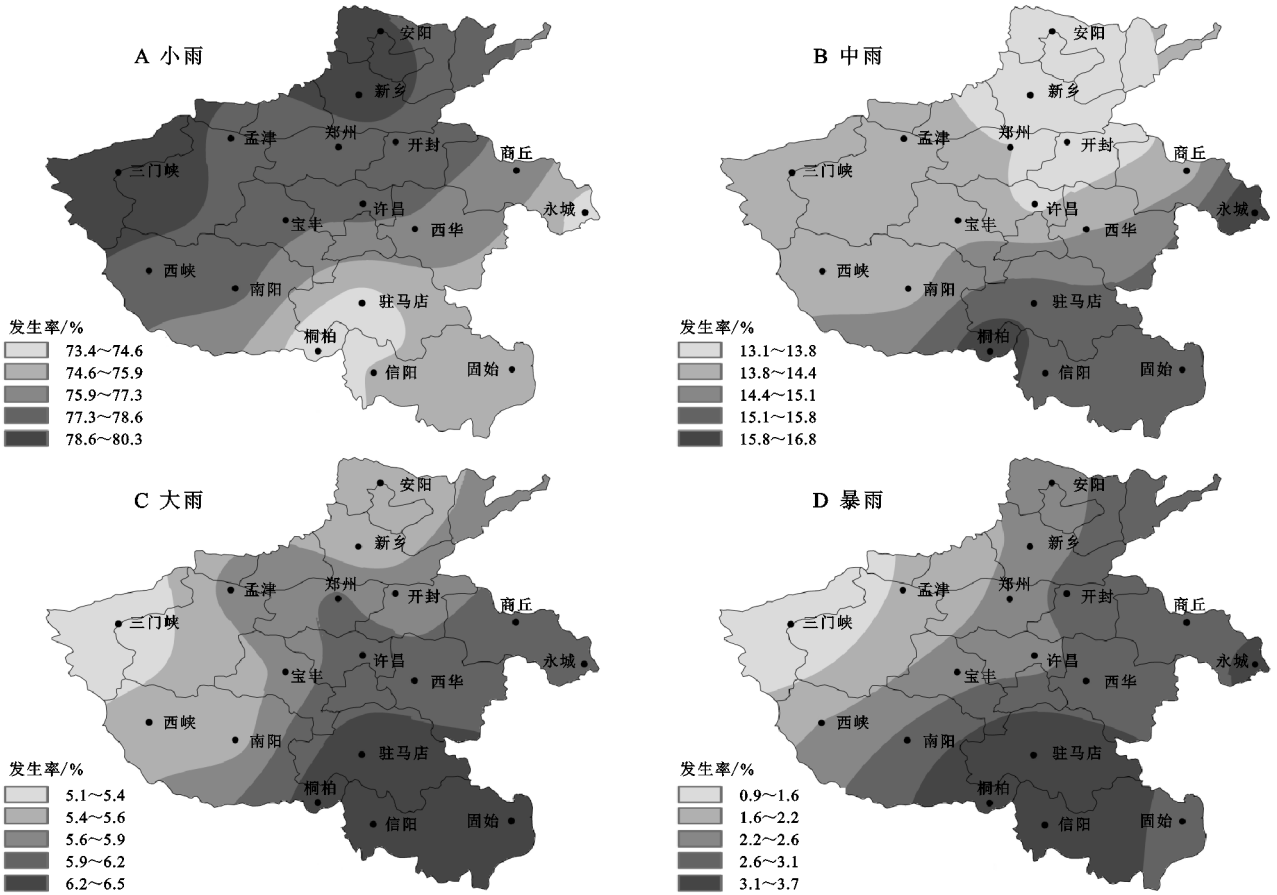 A 小雨
安阳
新乡
孟津
郑州
开封
商丘
三门峡
永城
许昌
宝丰
西华
西峡
南阳
驻马店
桐柏
信阳
固始
发生率/%
73.4～74.6
74.6～75.9
75.9～77.3
77.3～78.6
78.6～80.3
B 中雨
安阳
新乡
孟津
郑州
开封
商丘
三门峡
永城
许昌
宝丰
西华
西峡
南阳
驻马店
桐柏
信阳
固始
发生率/%
13.1～13.8
13.8～14.4
14.4～15.1
15.1～15.8
15.8～16.8
C 大雨
安阳
新乡
孟津
郑州
开封
商丘
三门峡
永城
许昌
宝丰
西华
西峡
南阳
驻马店
桐柏
信阳
固始
发生率/%
5.1～5.4
5.4～5.6
5.6～5.9
5.9～6.2
6.2～6.5
D 暴雨
安阳
新乡
孟津
郑州
开封
商丘
三门峡
永城
许昌
宝丰
西华
西峡
南阳
驻马店
桐柏
信阳
固始
发生率/%
0.9～1.6
1.6～2.2
2.2～2.6
2.6～3.1
3.1～3.7